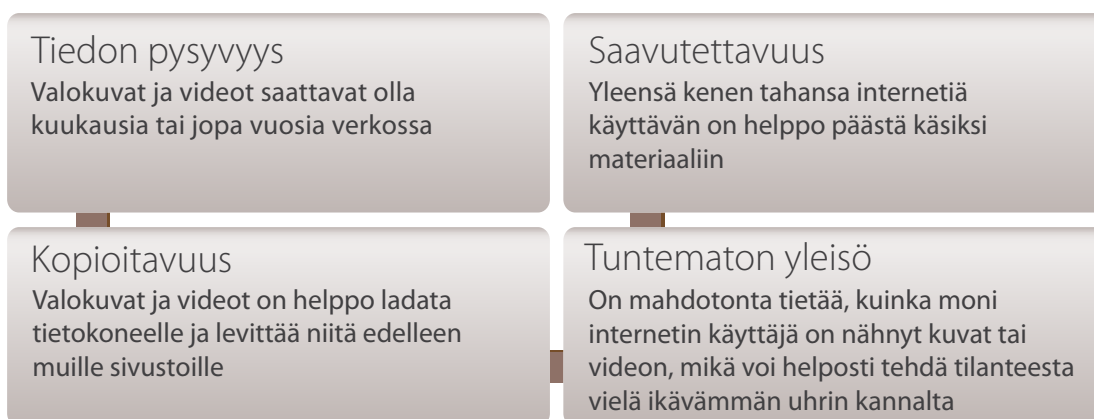 Tiedon pysyvyys
Valokuvat ja videot saattavat olla
kuukausia tai jopa vuosia verkossa
Saavutettavuus
Yleensä kenen tahansa internetiä
käyttävän on helppo päästä käsiksi
materiaaliin
Kopioitavuus
Valokuvat ja videot on helppo ladata
tietokoneelle ja levittää niitä edelleen
muille sivustoille
Tuntematon yleisö
On mahdotonta tietää, kuinka moni
internetin käyttäjä on nähnyt kuvat tai
videon, mikä voi helposti tehdä tilanteesta
vielä ikävämmän uhrin kannalta